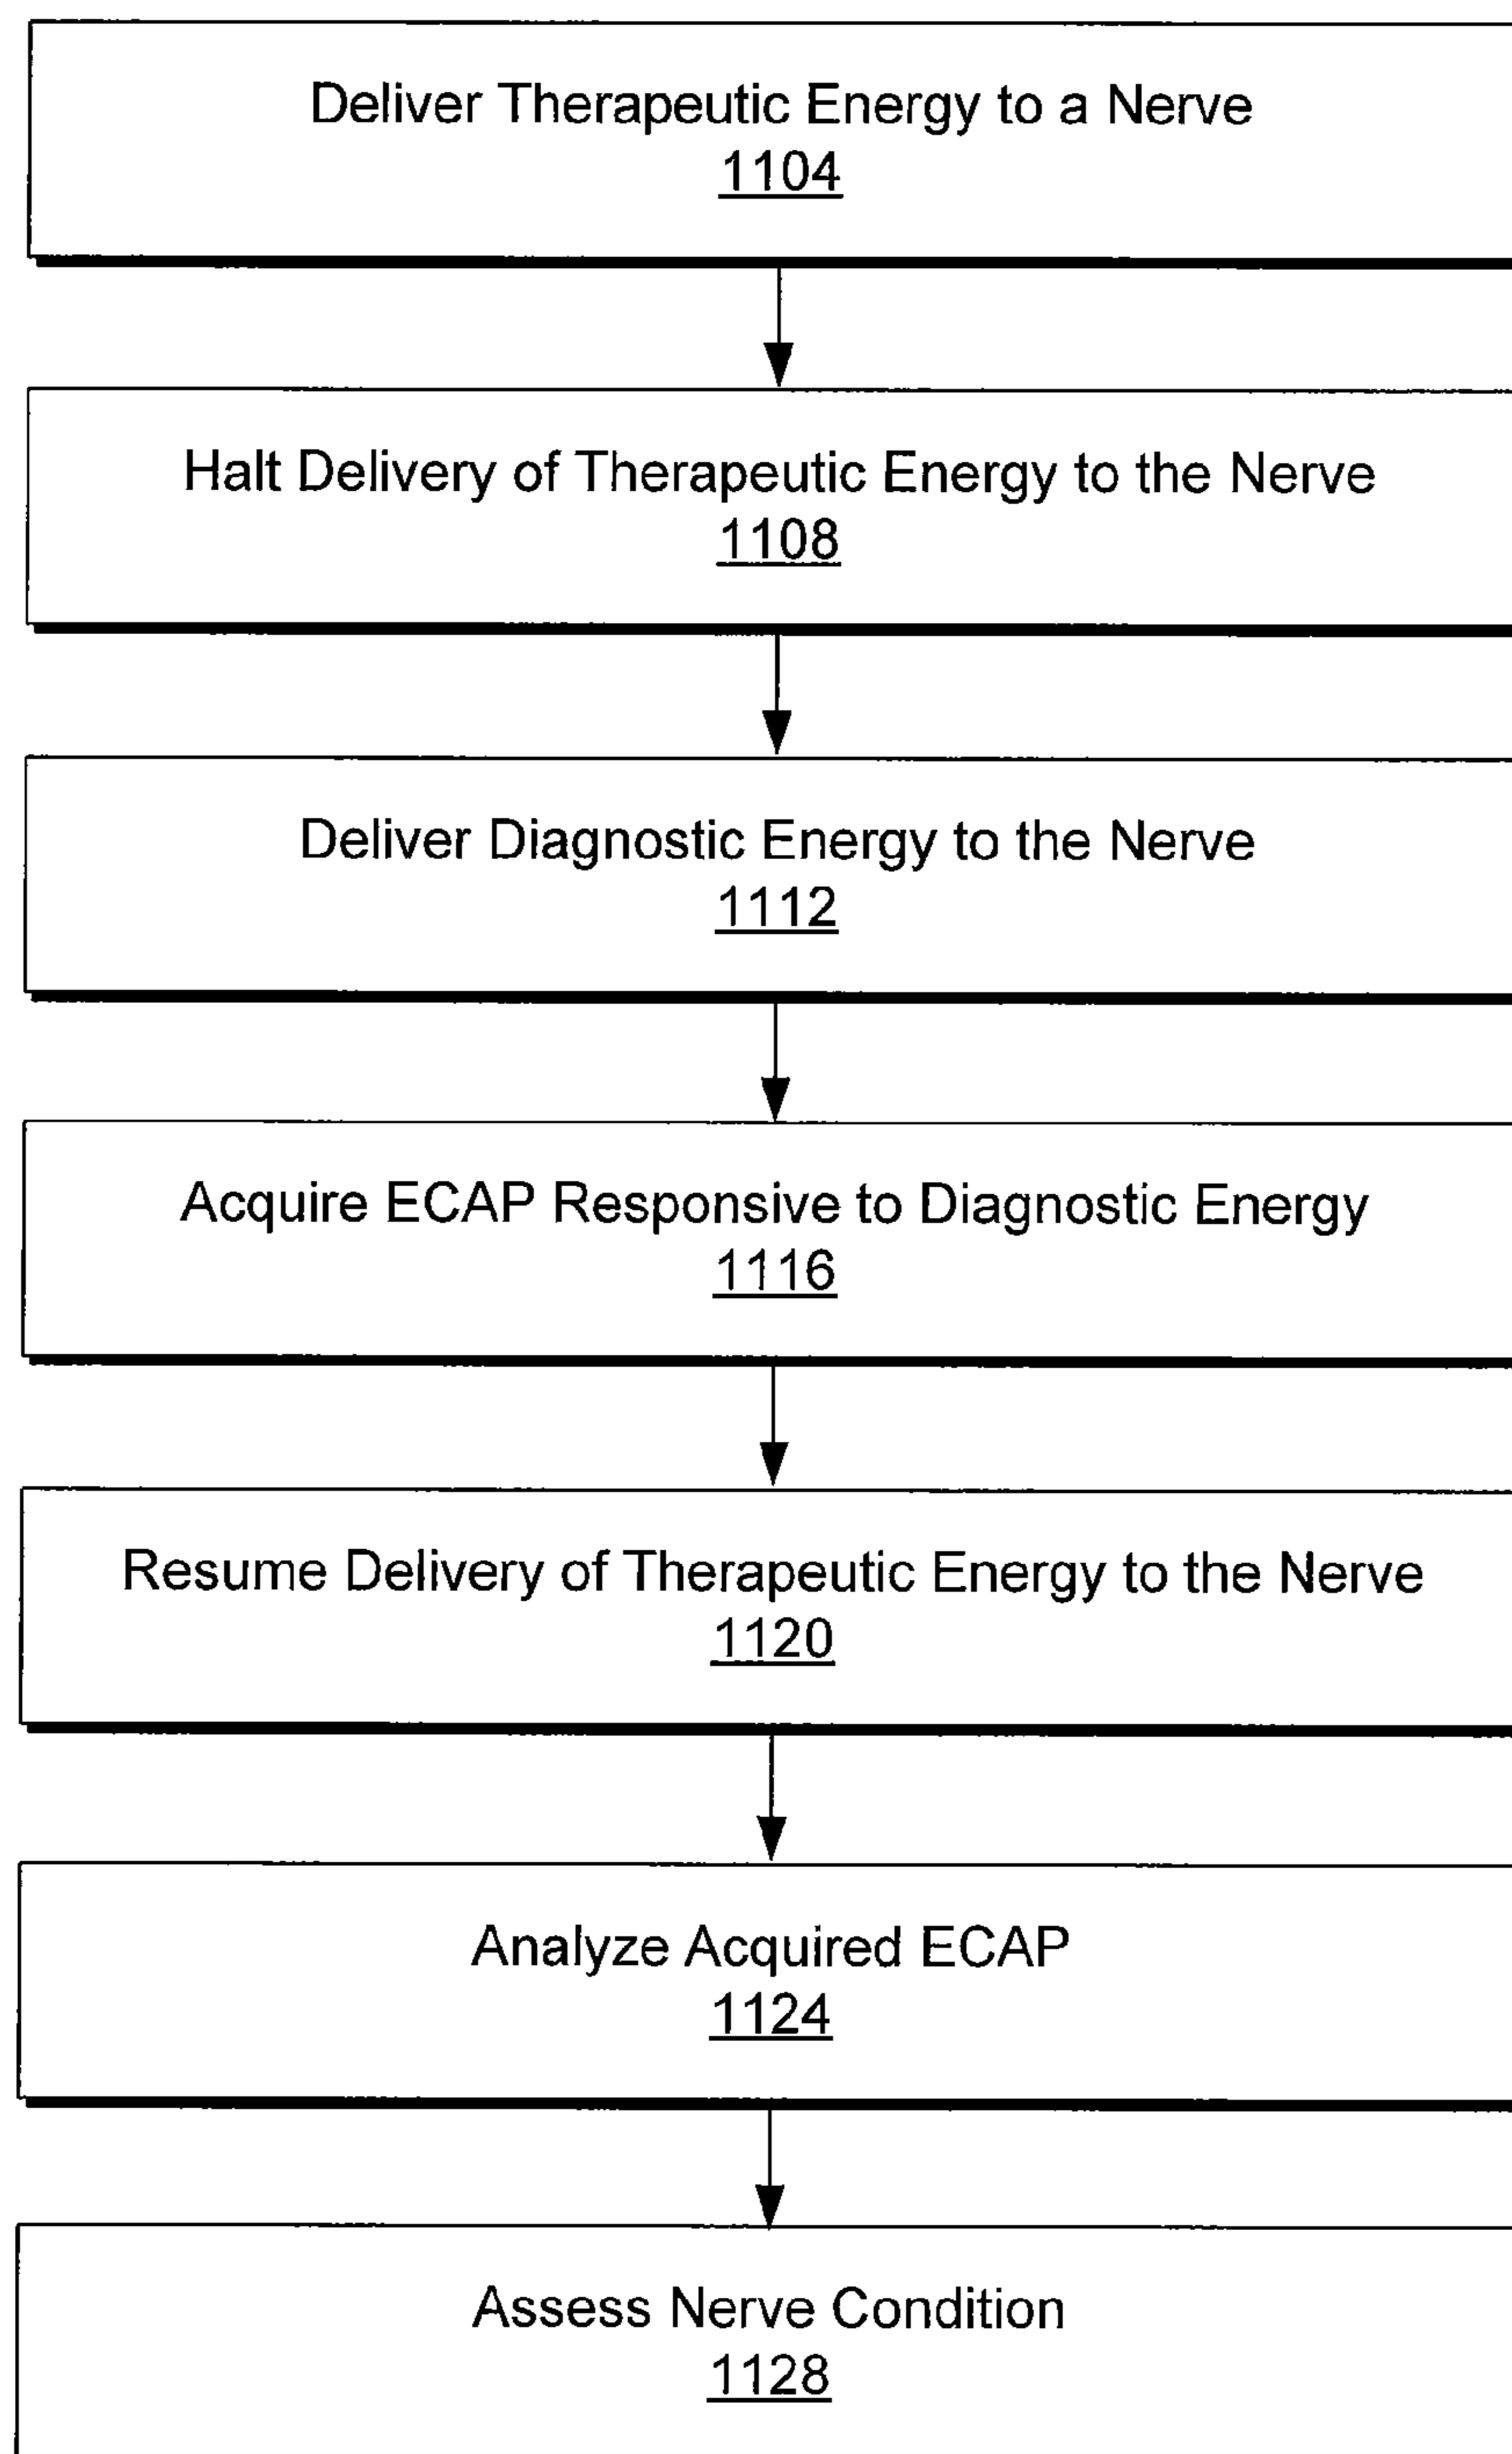 Deliver Therapeutic Energy to a Nerve
1104
Halt Delivery of Therapeutic Energy to the Nerve
1108
Deliver Diagnostic Energy to the Nerve
1112
Acquire ECAP Responsive to Diagnostic Energy
1116
Resume Delivery of Therapeutic Energy to the Nerve
1120
Analyze Acquired ECAP
1124
Assess Nerve Condition
1128